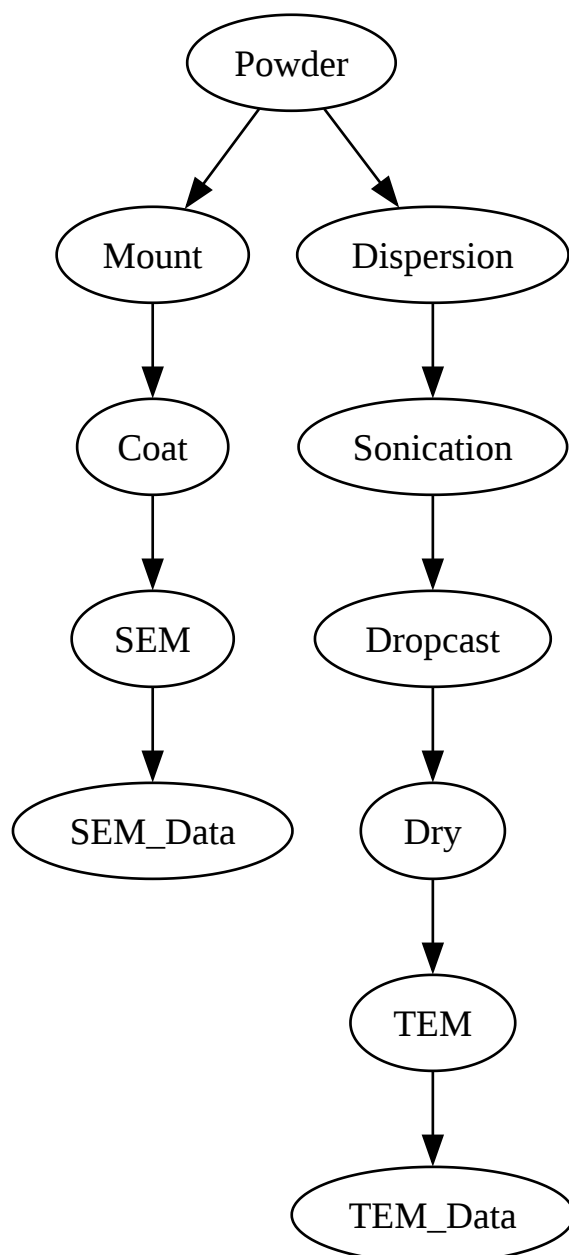 Powder
Mount
Dispersion
Coat
Sonication
SEM
Dropcast
SEM_Data
Dry
TEM
TEM_Data